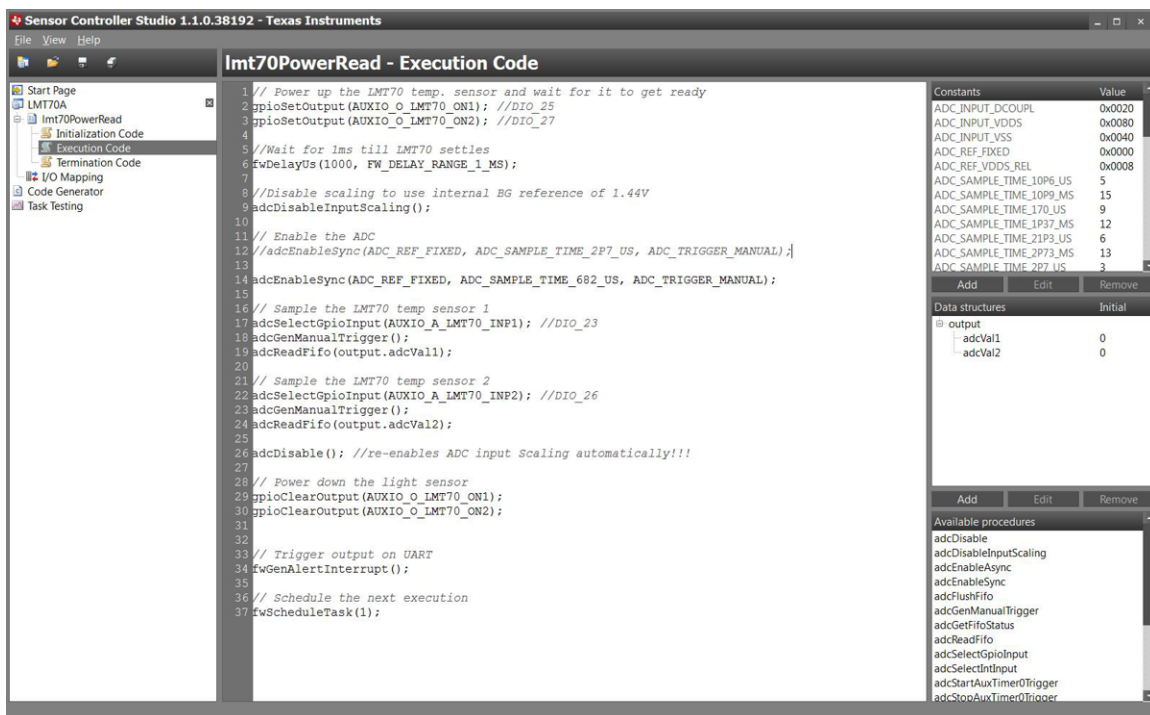 Sensor Controller Studio 1.1.0.38192 - Texas Instruments
File View Help
lmt70PowerRead - Execution Code
Start Page
LMT70A
lmt70PowerRead
Initialization Code
Execution Code
Termination Code
I/O Mapping
Code Generator
Task Testing
1 // Power up the LMT70 temp. sensor and wait for it to get ready
2 gpioSetOutput(AUXIO_O_LMT70_ON1); //DIO_25
3 gpioSetOutput(AUXIO_O_LMT70_ON2); //DIO_27
4
5 //Wait for 1ms till LMT70 settles
6 fwDelayUs(1000, FW_DELAY_RANGE_1_MS);
7
8 //Disable scaling to use internal BG reference of 1.44V
9 adcDisableInputScaling();
10
11 // Enable the ADC
12 //adcEnableSync(ADC_REF_FIXED, ADC_SAMPLE_TIME_2P7_US, ADC_TRIGGER_MANUAL);
13
14 adcEnableSync(ADC_REF_FIXED, ADC_SAMPLE_TIME_682_US, ADC_TRIGGER_MANUAL);
15
16 // Sample the LMT70 temp sensor 1
17 adcSelectGpioInput(AUXIO_A_LMT70_INP1); //DIO_23
18 adcGenManualTrigger();
19 adcReadFifo(output.adcVal1);
20
21 // Sample the LMT70 temp sensor 2
22 adcSelectGpioInput(AUXIO_A_LMT70_INP2); //DIO_26
23 adcGenManualTrigger();
24 adcReadFifo(output.adcVal2);
25
26 adcDisable(); //re-enables ADC input Scaling automatically!!!
27
28 // Power down the light sensor
29 gpioClearOutput(AUXIO_O_LMT70_ON1);
30 gpioClearOutput(AUXIO_O_LMT70_ON2);
31
32
33 // Trigger output on UART
34 fwGenAlertInterrupt();
35
36 // Schedule the next execution
37 fwScheduleTask(1);
Constants Value
ADC_INPUT_DCOUPL 0x0020
ADC_INPUT_VDDS 0x0080
ADC_INPUT_VSS 0x0040
ADC_REF_FIXED 0x0000
ADC_REF_VDDS_REL 0x0008
ADC_SAMPLE_TIME_10P6_US 5
ADC_SAMPLE_TIME_10P9_MS 15
ADC_SAMPLE_TIME_170_US 9
ADC_SAMPLE_TIME_1P37_MS 12
ADC_SAMPLE_TIME_21P3_US 6
ADC_SAMPLE_TIME_2P73_MS 13
ADC_SAMPLE_TIME_2P7_US 3
Add Edit Remove
Data structures Initial
output
adcVal1 0
adcVal2 0
Add Edit Remove
Available procedures
adcDisable
adcDisableInputScaling
adcEnableAsync
adcEnableSync
adcFlushFifo
adcGenManualTrigger
adcGetFifoStatus
adcReadFifo
adcSelectGpioInput
adcSelectIntInput
adcStartAuxTimer0Trigger
adcStopAuxTimer0Trigger